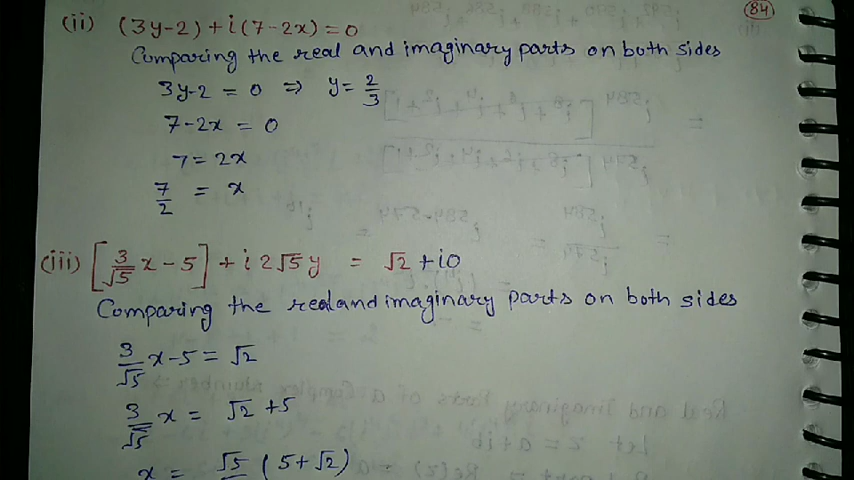 84
(ii) (3y-2) + i (7-2x) = 0
Comparing the real and imaginary parts on both sides
3y-2 = 0 ⇒ y = 2/3
7-2x = 0
7 = 2x
7/2 = x
(iii) [3/√5 x - 5] + i 2√5 y = √2 + i0
Comparing the real and imaginary parts on both sides
3/√5 x - 5 = √2
3/√5 x = √2 + 5
x = √5 (5+√2)